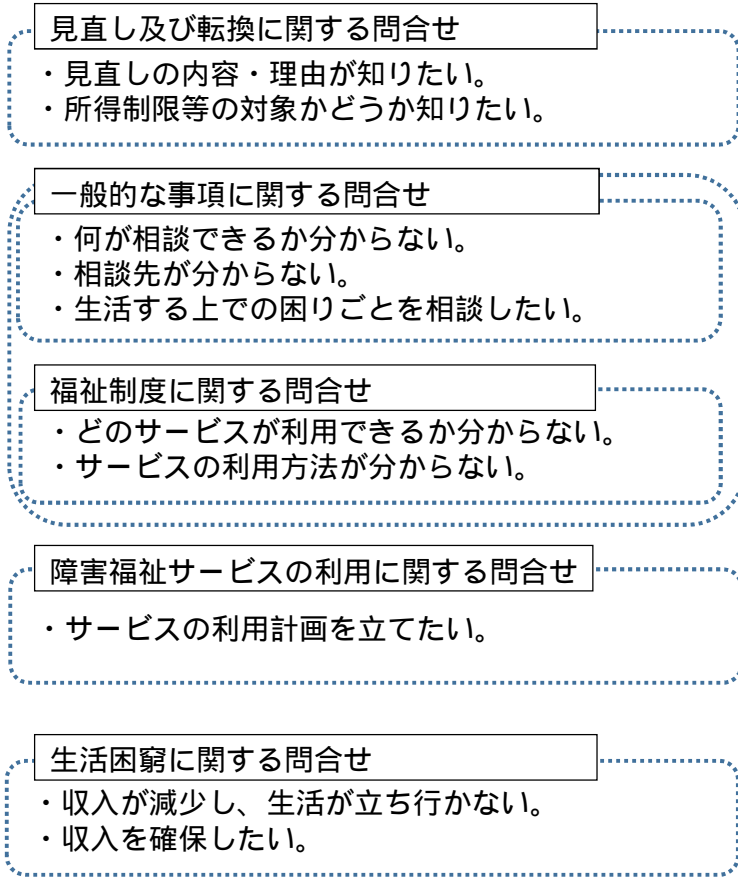 見直し及び転換に関する問合せ
・見直しの内容・理由が知りたい。
・所得制限等の対象かどうか知りたい。
一般的な事項に関する問合せ
・何が相談できるか分からない。
・相談先が分からない。
・生活する上での困りごとを相談したい。
福祉制度に関する問合せ
・どのサービスが利用できるか分からない。
・サービスの利用方法が分からない。
障害福祉サービスの利用に関する問合せ
・サービスの利用計画を立てたい。
生活困窮に関する問合せ
・収入が減少し、生活が立ち行かない。
・収入を確保したい。